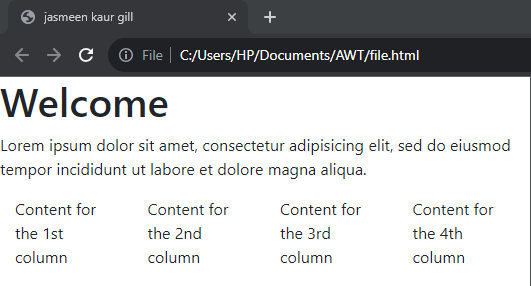 jasmeen kaur gill
File C:/Users/HP/Documents/AWT/file.html
Welcome
Lorem ipsum dolor sit amet, consectetur adipisicing elit, sed do eiusmod
tempor incididunt ut labore et dolore magna aliqua.
Content for
the 1st
column
Content for
the 2nd
column
Content for
the 3rd
column
Content for
the 4th
column